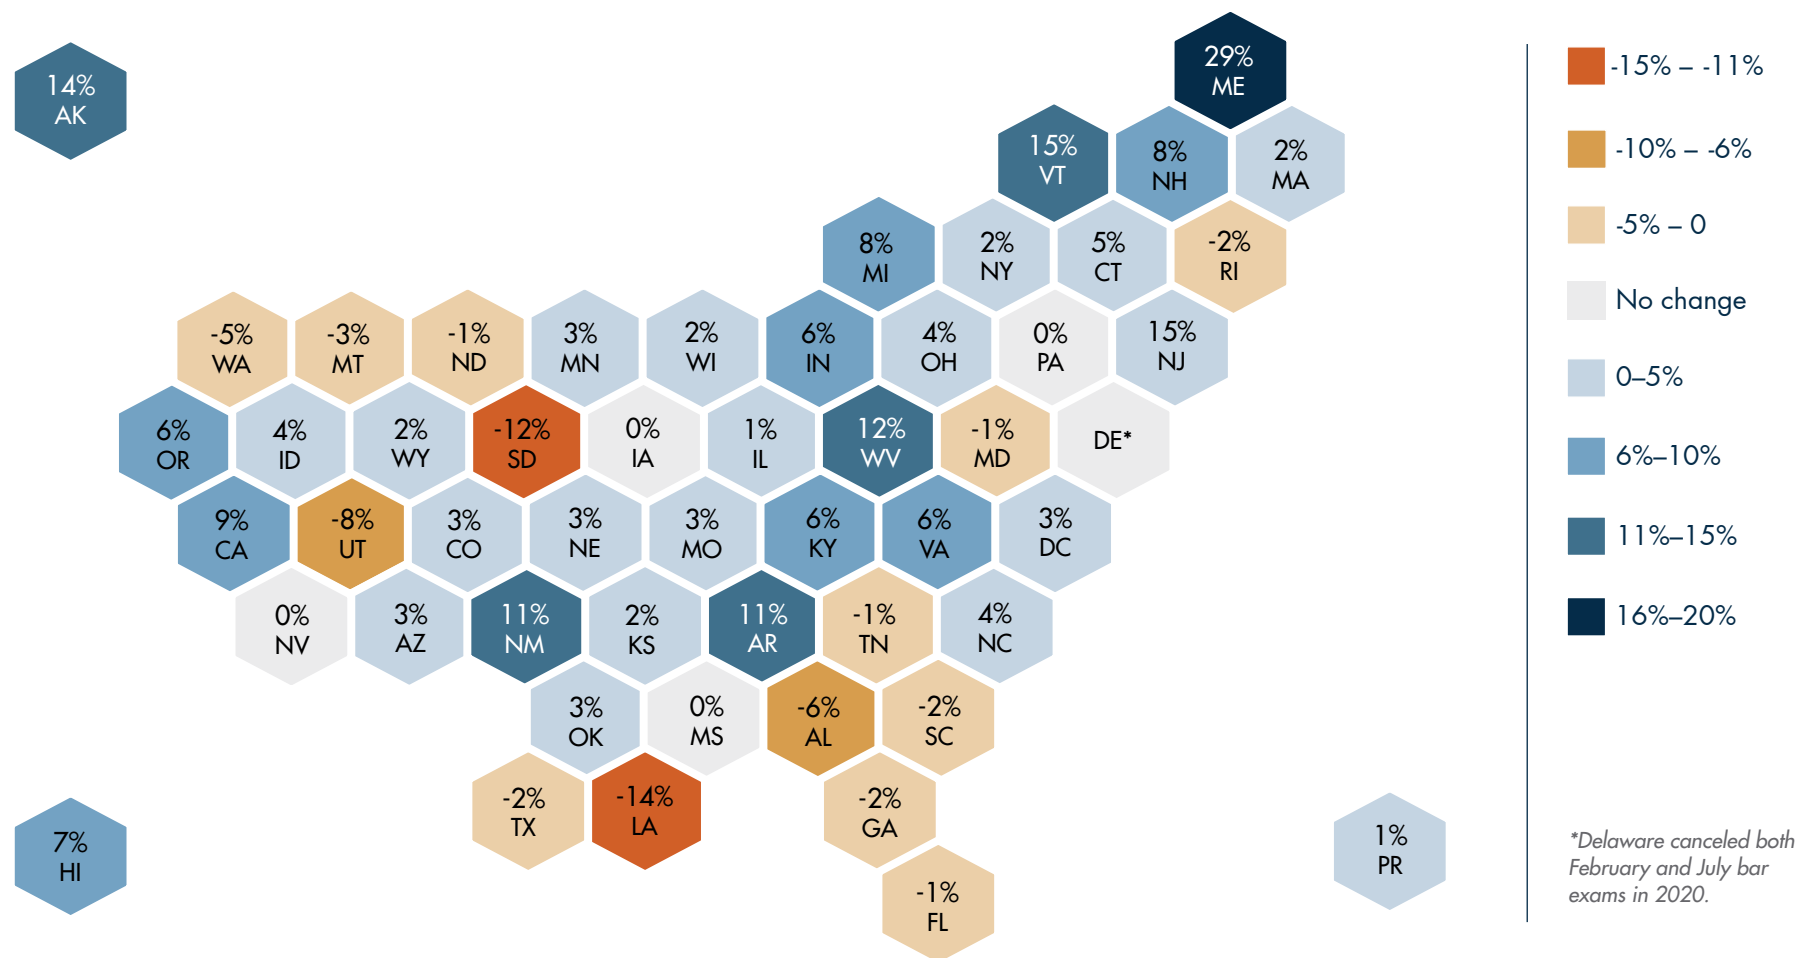 29%
ME
14%
AK
15%
VT
8%
NH
2%
MA
8%
MI
2%
NY
5%
CT
-2%
RI
-5%
WA
-3%
MT
-1%
ND
3%
MN
2%
WI
6%
IN
4%
OH
0%
PA
15%
NJ
6%
OR
4%
ID
2%
WY
-12%
SD
0%
IA
1%
IL
12%
WV
-1%
MD
DE*
9%
CA
-8%
UT
3%
CO
3%
NE
3%
MO
6%
KY
6%
VA
3%
DC
0%
NV
3%
AZ
11%
NM
2%
KS
11%
AR
-1%
TN
4%
NC
3%
OK
0%
MS
-6%
AL
-2%
SC
-2%
TX
-14%
LA
-2%
GA
7%
HI
1%
PR
-1%
FL
-15% – -11%
-10% – -6%
-5% – 0
No change
0–5%
6%–10%
11%–15%
16%–20%
*Delaware canceled both
February and July bar
exams in 2020.